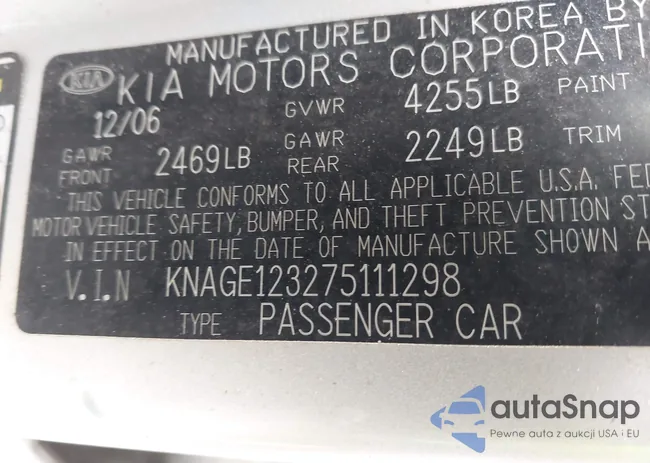 MANUFACTURED IN KOREA BY
KIA KIA MOTORS CORPORATI
12/06 GVWR 4255LB PAINT
GAWR FRONT 2469LB GAWR REAR 2249LB TRIM
THIS VEHICLE CONFORMS TO ALL APPLICABLE U.S.A. FED
MOTOR VEHICLE SAFETY, BUMPER, AND THEFT PREVENTION ST
IN EFFECT ON THE DATE OF MANUFACTURE SHOWN A
V.I.N KNAGE123275111298
TYPE PASSENGER CAR
autaSnap
Pewne auta z aukcji USA i EU